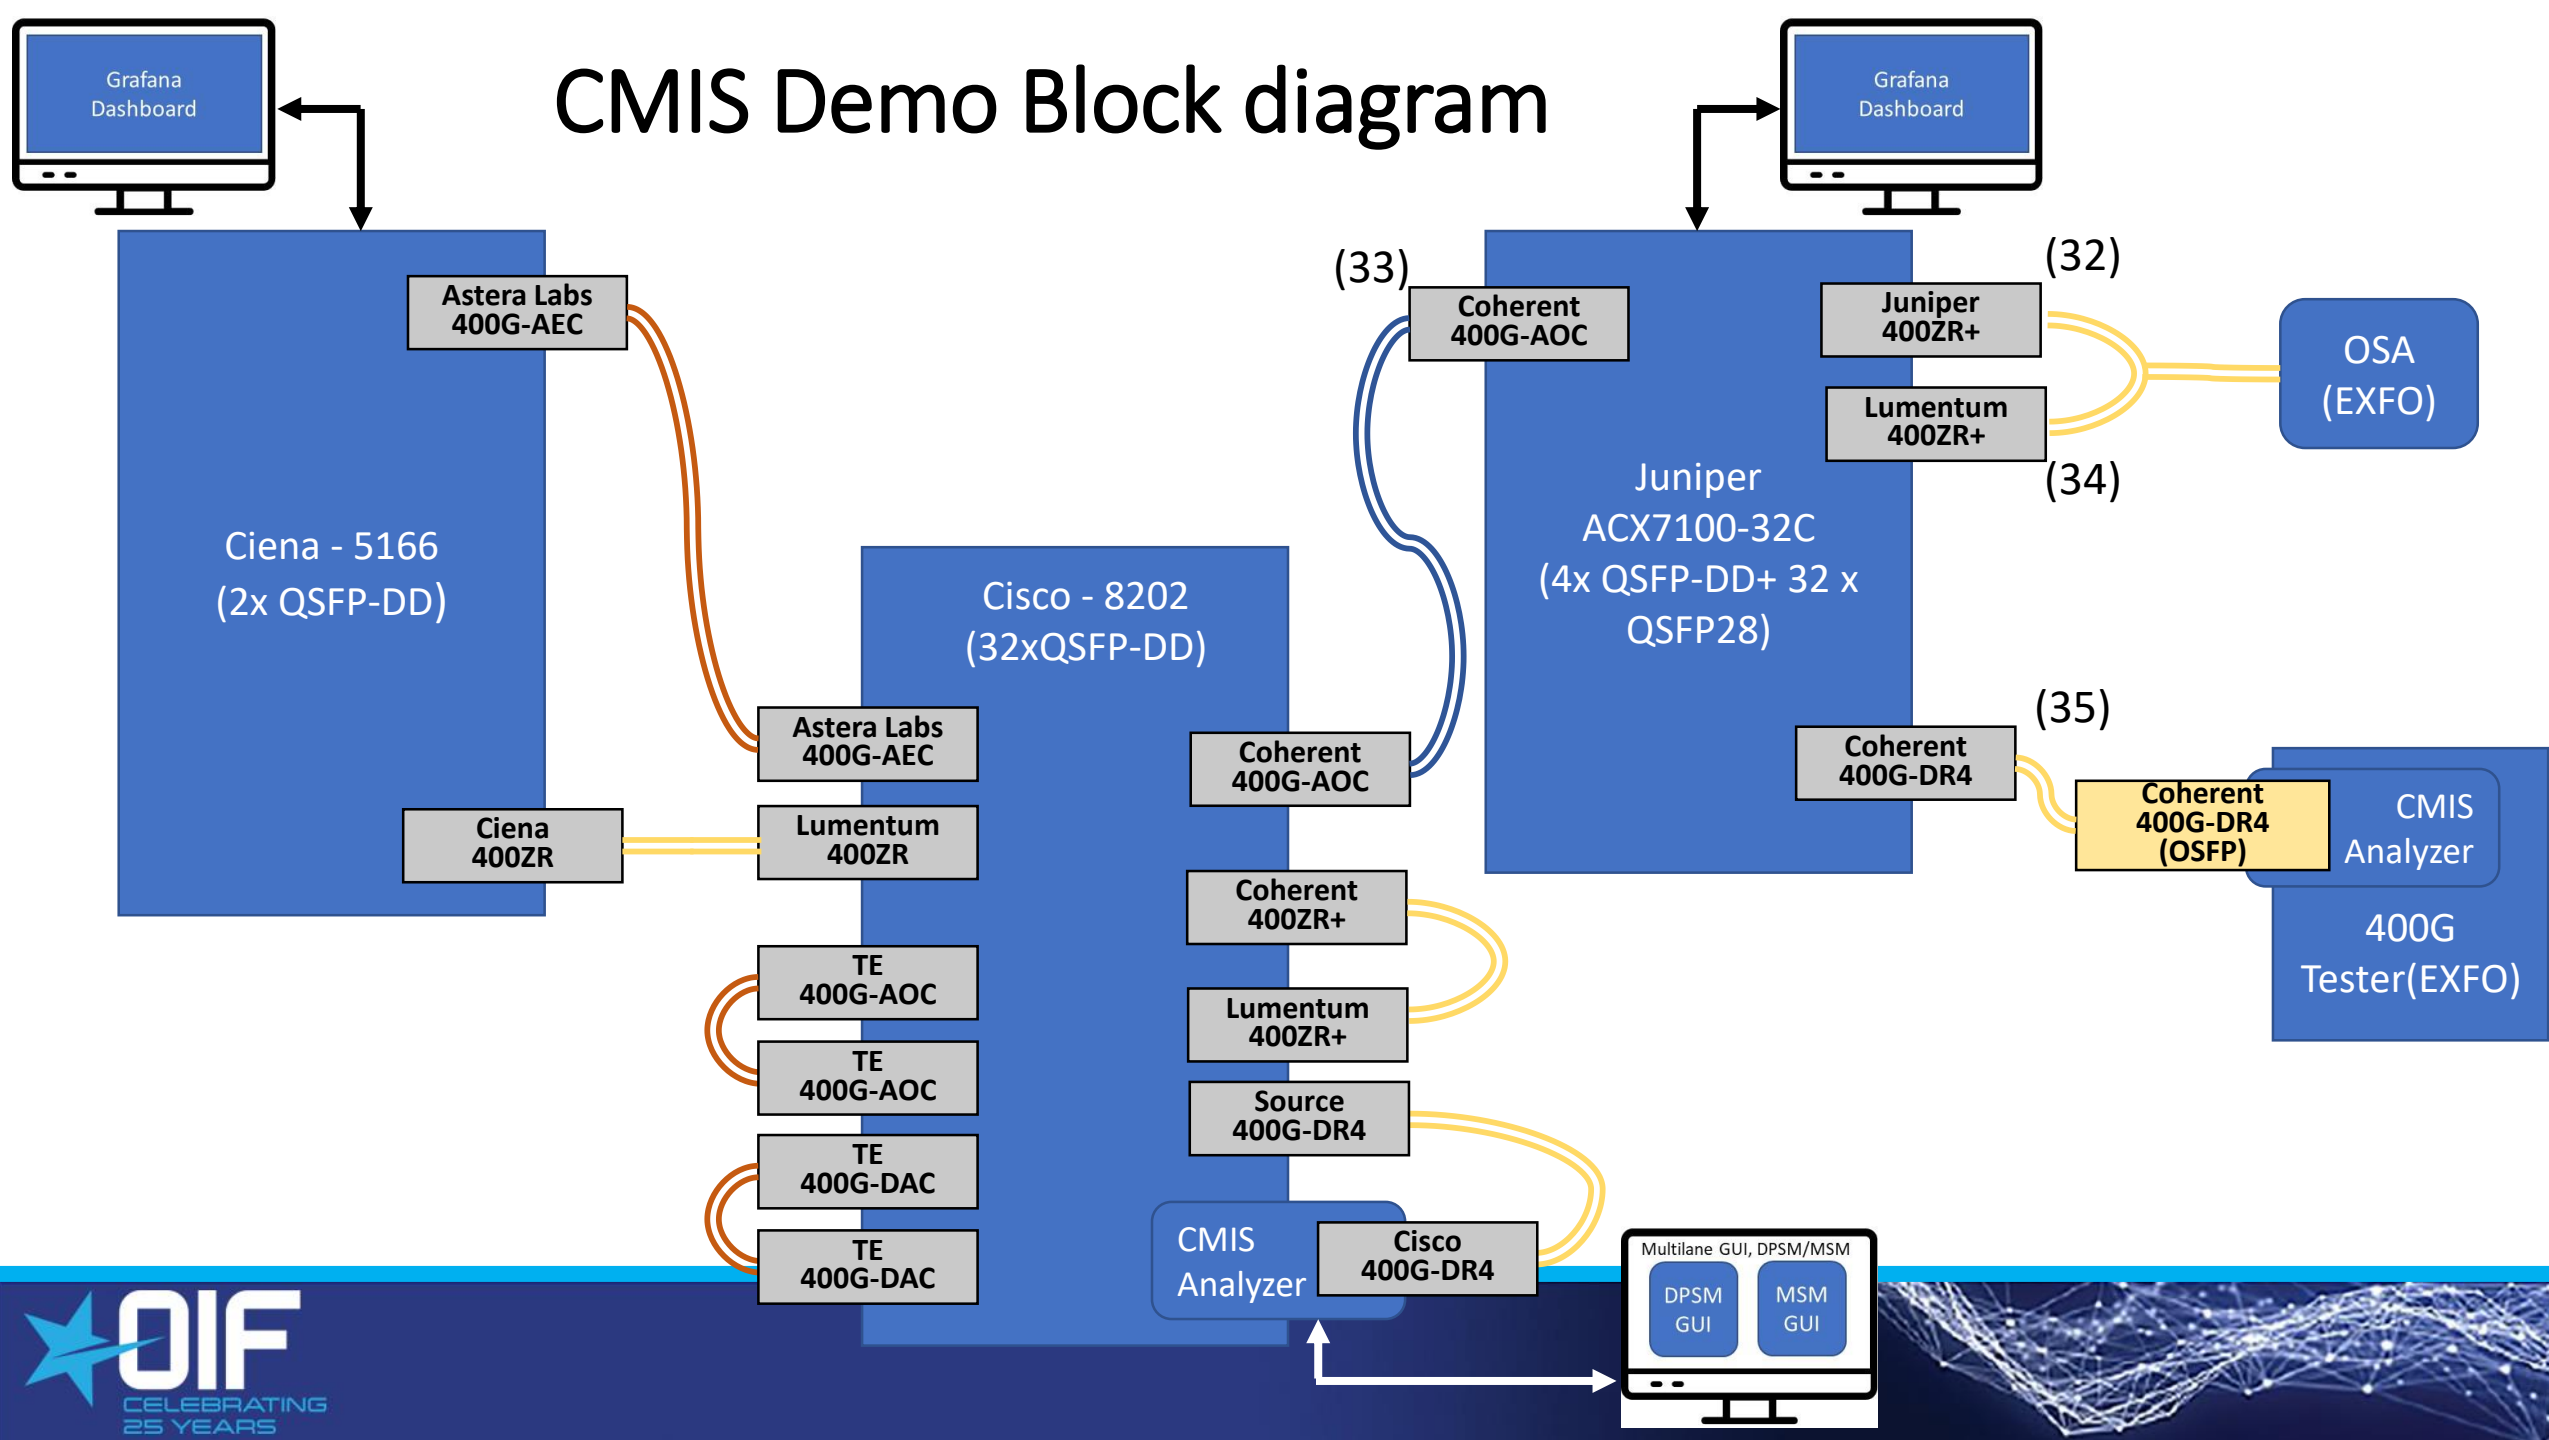 CMIS Demo Block diagram
Grafana
Dashboard
Grafana
Dashboard
Astera Labs
400G-AEC
Ciena - 5166
(2x QSFP-DD)
Ciena
400ZR
Cisco - 8202
(32xQSFP-DD)
Astera Labs
400G-AEC
Lumentum
400ZR
TE
400G-AOC
TE
400G-AOC
TE
400G-DAC
TE
400G-DAC
Coherent
400G-AOC
Coherent
400ZR+
Lumentum
400ZR+
Source
400G-DR4
CMIS
Analyzer
Cisco
400G-DR4
(33)
Coherent
400G-AOC
Juniper
ACX7100-32C
(4x QSFP-DD+ 32 x
QSFP28)
(32)
Juniper
400ZR+
Lumentum
400ZR+
(34)
OSA
(EXFO)
(35)
Coherent
400G-DR4
Coherent
400G-DR4
(OSFP)
CMIS
Analyzer
400G
Tester(EXFO)
Multilane GUI, DPSM/MSM
DPSM
GUI
MSM
GUI
OIF
CELEBRATING
25 YEARS